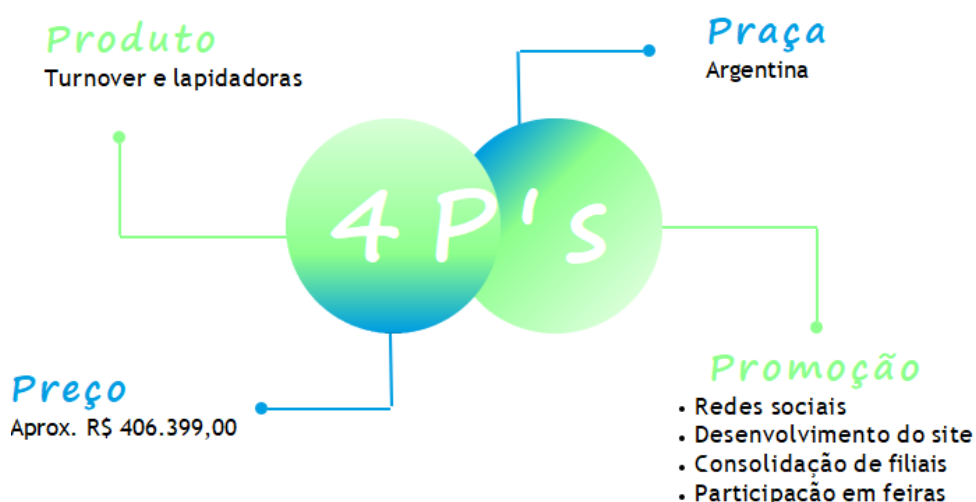 Produto
Turnover e lapidadoras
Praça
Argentina
4 P's
Preço
Aprox. R$ 406.399,00
Promoção
• Redes sociais
• Desenvolvimento do site
• Consolidação de filiais
• Participação em feiras